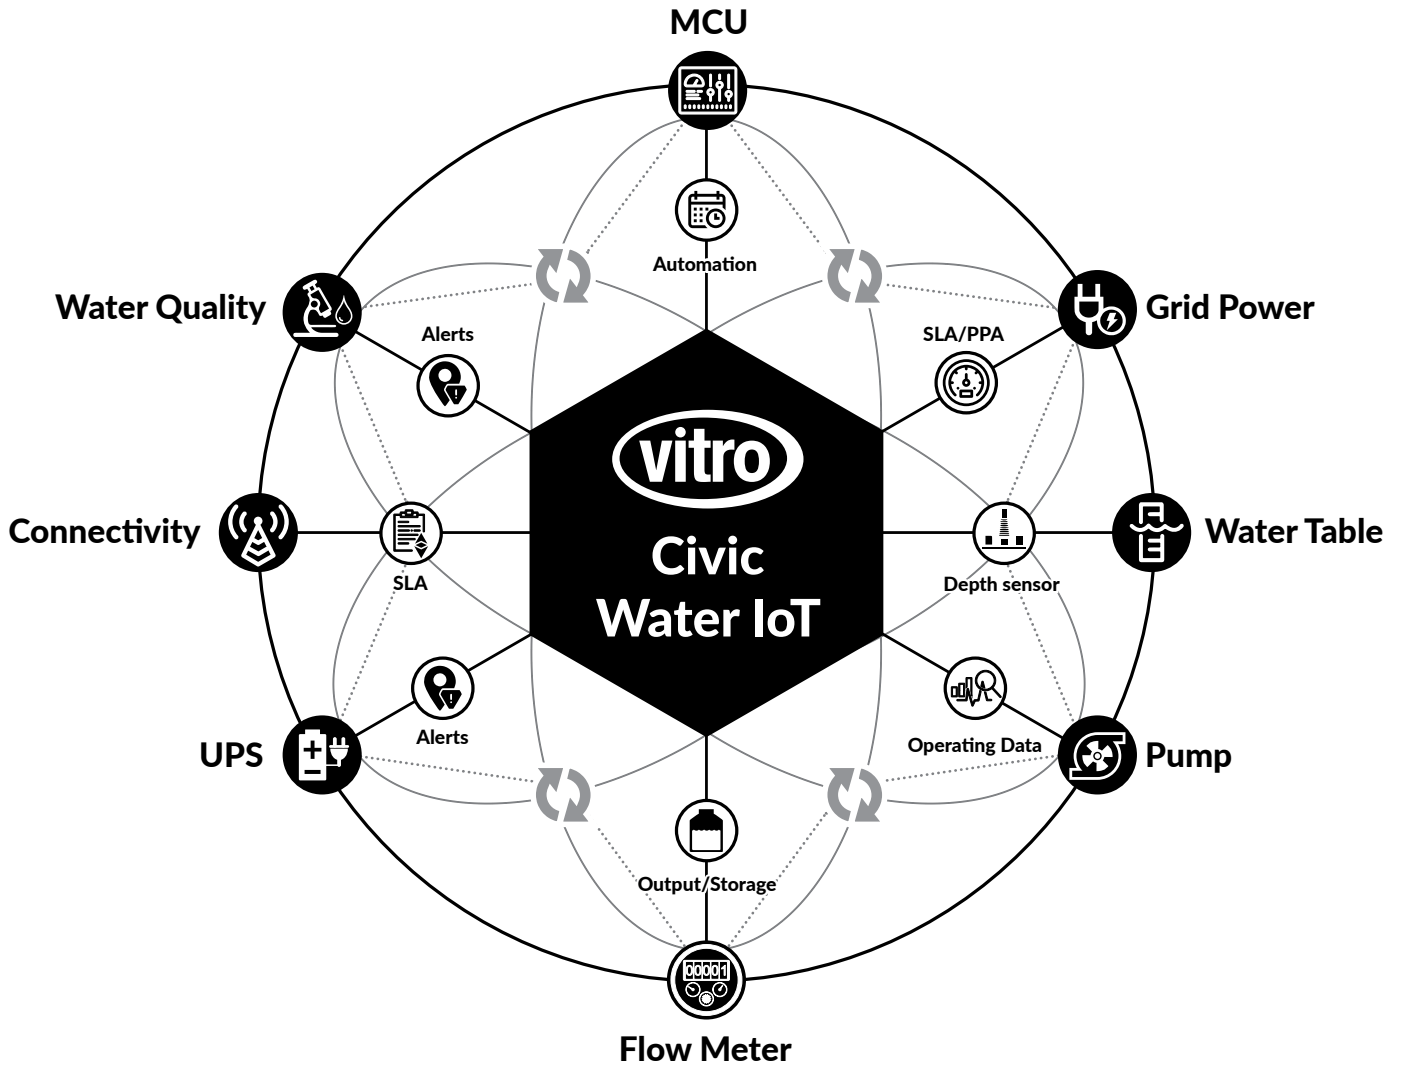 MCU
Automation
Water Quality
Grid Power
Alerts
SLA/PPA
vitro
Civic
Water IoT
Connectivity
SLA
Water Table
A
E
Depth sensor
UPS
Alerts
Operating Data
Pump
Output/Storage
00001
Flow Meter